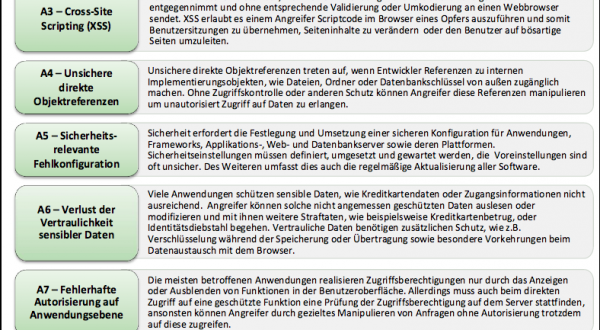 A3 – Cross-Site
Scripting (XSS)
entgegennimmt und ohne entsprechende Validierung oder Umkodierung an einen Webbrowser
sendet. XSS erlaubt es einem Angreifer Scriptcode im Browser eines Opfers auszuführen und somit
Benutzersitzungen zu übernehmen, Seiteninhalte zu verändern oder den Benutzer auf bösartige
Seiten umzuleiten.
A4 – Unsichere
direkte
Objektreferenzen
Unsichere direkte Objektreferenzen treten auf, wenn Entwickler Referenzen zu internen
Implementierungsobjekten, wie Dateien, Ordner oder Datenbankschlüssel von außen zugänglich
machen. Ohne Zugriffskontrolle oder anderen Schutz können Angreifer diese Referenzen manipulieren
um unautorisiert Zugriff auf Daten zu erlangen.
A5 – Sicherheits-
relevante
Fehlkonfiguration
Sicherheit erfordert die Festlegung und Umsetzung einer sicheren Konfiguration für Anwendungen,
Frameworks, Applikations-, Web- und Datenbankserver sowie deren Plattformen.
Sicherheitseinstellungen müssen definiert, umgesetzt und gewartet werden, die Voreinstellungen sind
oft unsicher. Des Weiteren umfasst dies auch die regelmäßige Aktualisierung aller Software.
A6 – Verlust der
Vertraulichkeit
sensibler Daten
Viele Anwendungen schützen sensible Daten, wie Kreditkartendaten oder Zugangsinformationen nicht
ausreichend. Angreifer können solche nicht angemessen geschützten Daten auslesen oder
modifizieren und mit ihnen weitere Straftaten, wie beispielsweise Kreditkartenbetrug, oder
Identitätsdiebstahl begehen. Vertrauliche Daten benötigen zusätzlichen Schutz, wie z.B.
Verschlüsselung während der Speicherung oder Übertragung sowie besondere Vorkehrungen beim
Datenaustausch mit dem Browser.
A7 – Fehlerhafte
Autorisierung auf
Anwendungsebene
Die meisten betroffenen Anwendungen realisieren Zugriffsberechtigungen nur durch das Anzeigen
oder Ausblenden von Funktionen in der Benutzeroberfläche. Allerdings muss auch beim direkten
Zugriff auf eine geschützte Funktion eine Prüfung der Zugriffsberechtigung auf dem Server stattfinden,
ansonsten können Angreifer durch gezieltes Manipulieren von Anfragen ohne Autorisierung trotzdem
auf diese zugreifen.